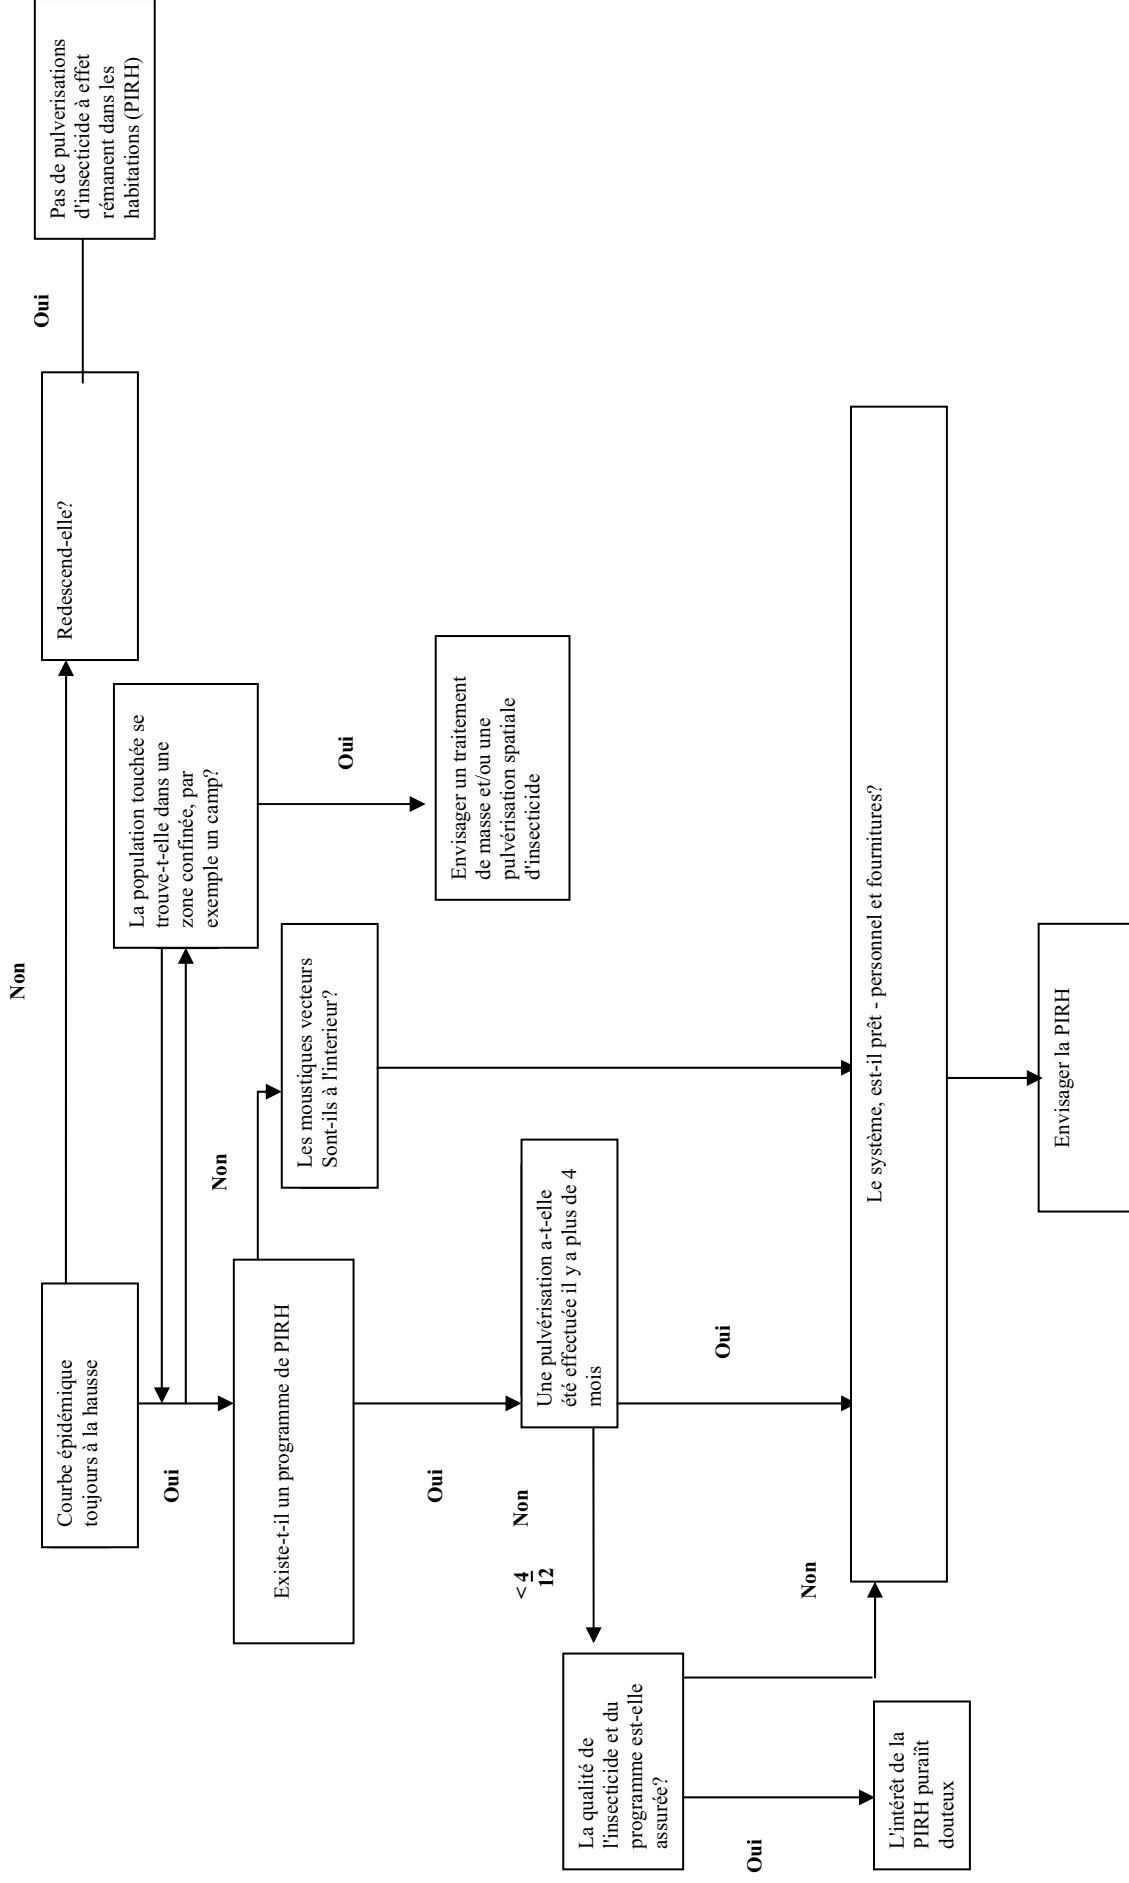 Courbe épidémique
toujours à la hausse
Non
Redescend-elle?
Oui
Pas de pulverisations
d'insecticide à effet
rémanent dans les
habitations (PIRH)
Oui
La population touchée se
trouve-t-elle dans une
zone confinée, par
exemple un camp?
Oui
Envisager un traitement
de masse et/ou une
pulvérisation spatiale
d'insecticide
Existe-t-il un programme de PIRH
Non
Les moustiques vecteurs
Sont-ils à l'interieur?
Oui
Une pulvérisation a-t-elle
été effectuée il y a plus de 4
mois
Non
< 4
12
Oui
La qualité de
l'insecticide et du
programme est-elle
assurée?
Non
Oui
L'intérêt de la
PIRH puraiït
douteux
Le système, est-il prêt - personnel et fournitures?
Envisager la PIRH